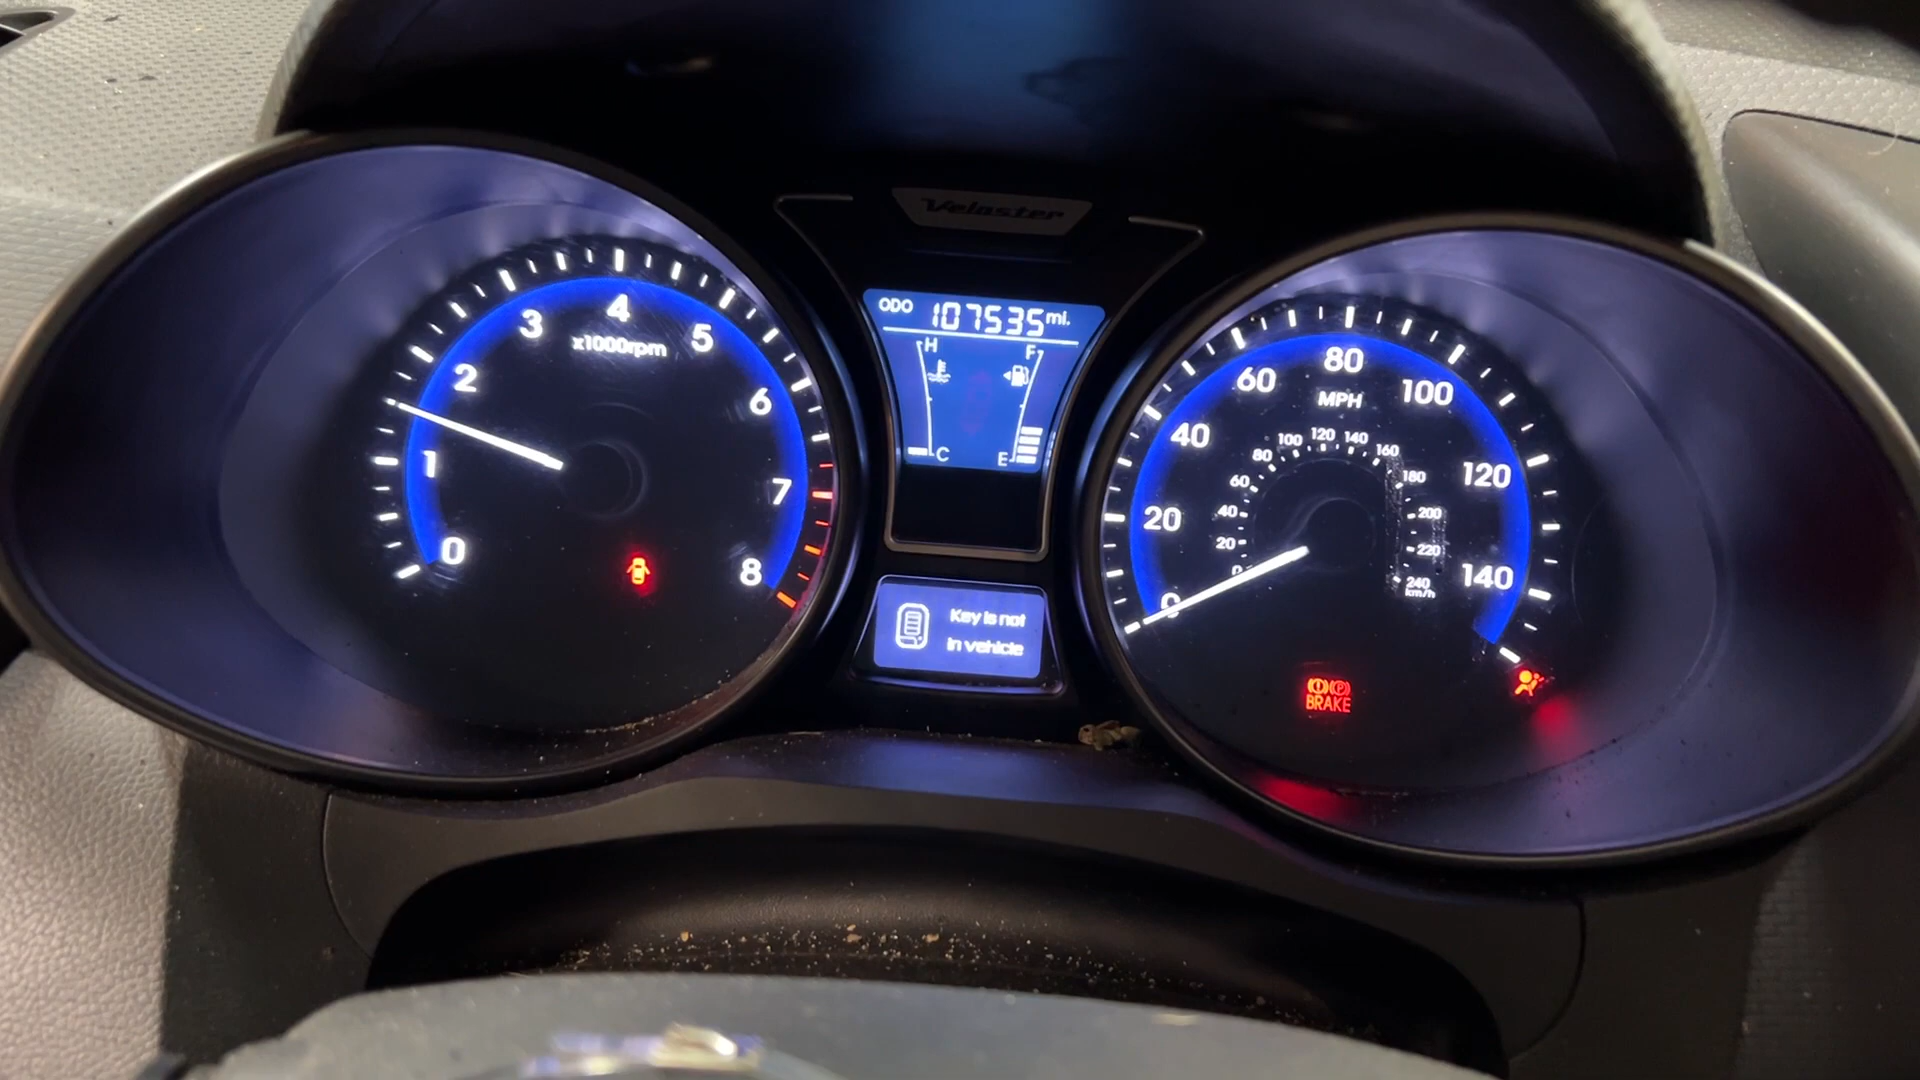 Veloster
ODO 107535 mi.
H F
C E
Key is not
in vehicle
0 1 2 3 4 5 6 7 8
x1000rpm
0 20 40 60 80 100 120 140
MPH
0 20 40 60 80 100 120 140 160 180 200 220 240
km/h
(P)
BRAKE